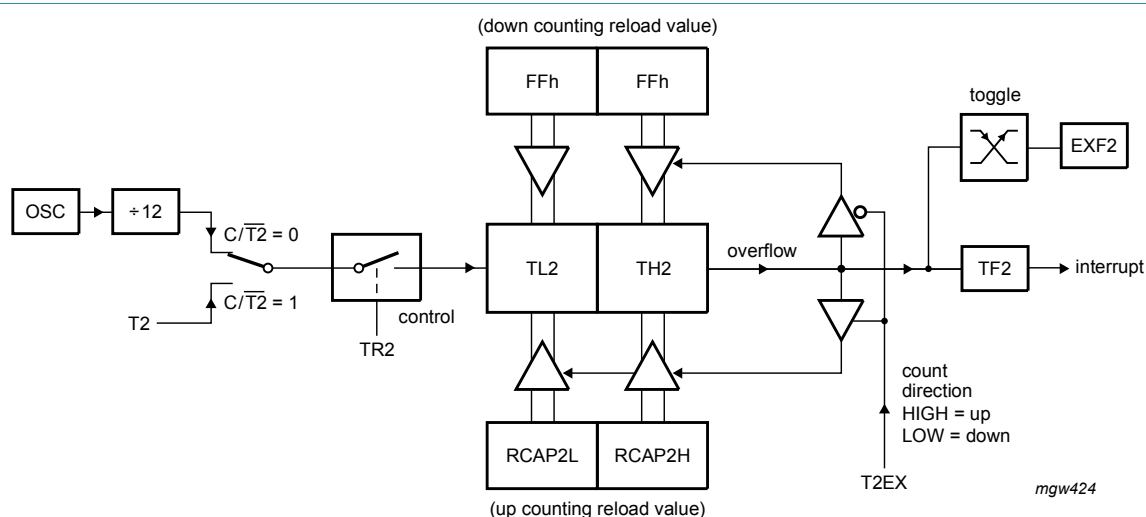 (down counting reload value)
FFh
FFh
toggle
EXF2
OSC
÷12
C/T2 = 0
TL2
TH2
overflow
TF2
interrupt
C/T2 = 1
T2
control
TR2
count
direction
HIGH = up
LOW = down
RCAP2L
RCAP2H
T2EX
mgw424
(up counting reload value)